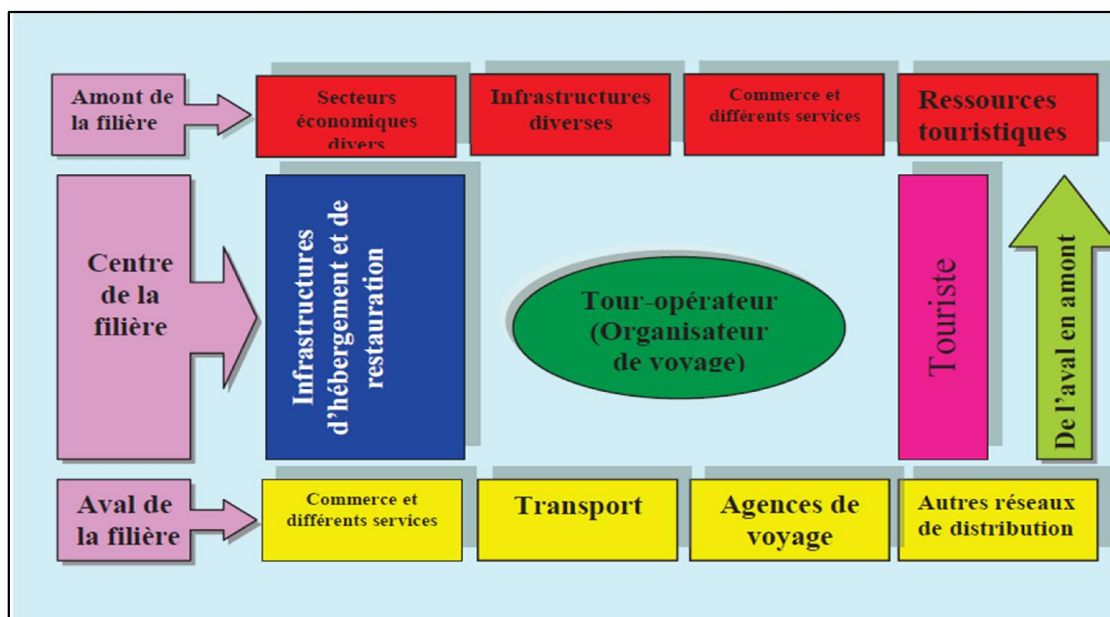 Amont de
la filière
Secteurs
économiques
divers
Infrastructures
diverses
Commerce et
différents services
Ressources
touristiques
Centre
de la
filière
Infrastructures
d'hébergement et de
restauration
Tour-opérateur
(Organisateur
de voyage)
Touriste
De l'aval en amont
Aval de
la filière
Commerce et
différents services
Transport
Agences de
voyage
Autres réseaux
de distribution